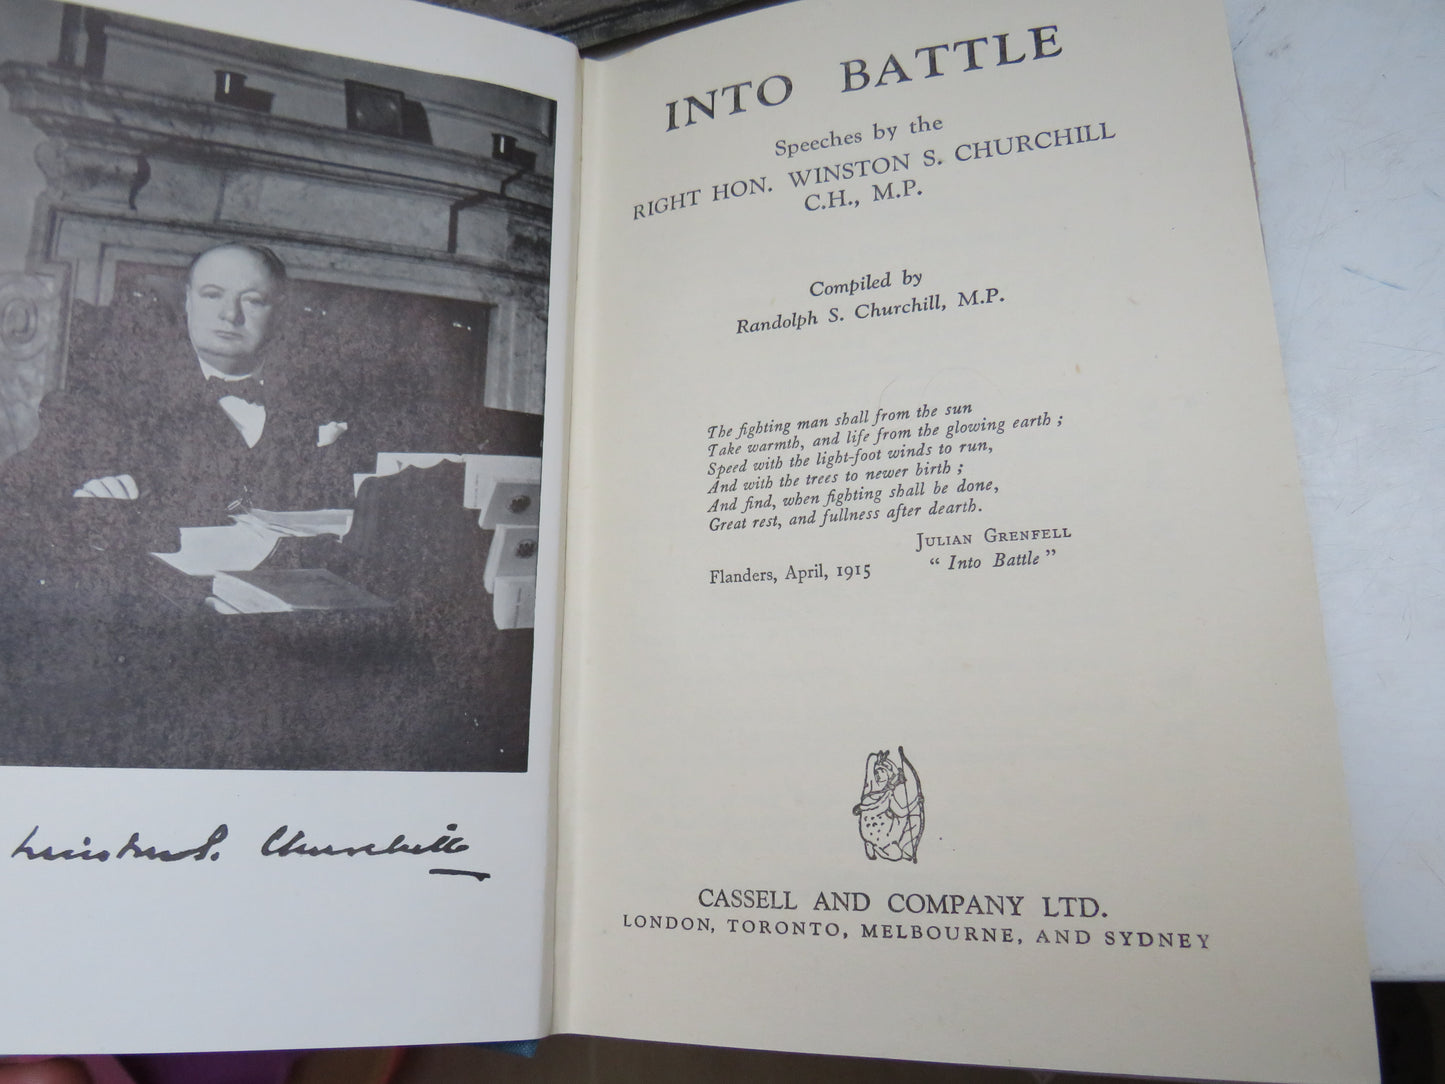 Winston S. Churchill
INTO BATTLE
Speeches by the
RIGHT HON. WINSTON S. CHURCHILL
C.H., M.P.
Compiled by
Randolph S. Churchill, M.P.
The fighting man shall from the sun
Take warmth, and life from the glowing earth ;
Speed with the light-foot winds to run,
And with the trees to newer birth ;
And find, when fighting shall be done,
Great rest, and fullness after dearth.
JULIAN GRENFELL
Flanders, April, 1915 “ Into Battle ”
CASSELL AND COMPANY LTD.
LONDON, TORONTO, MELBOURNE, AND SYDNEY